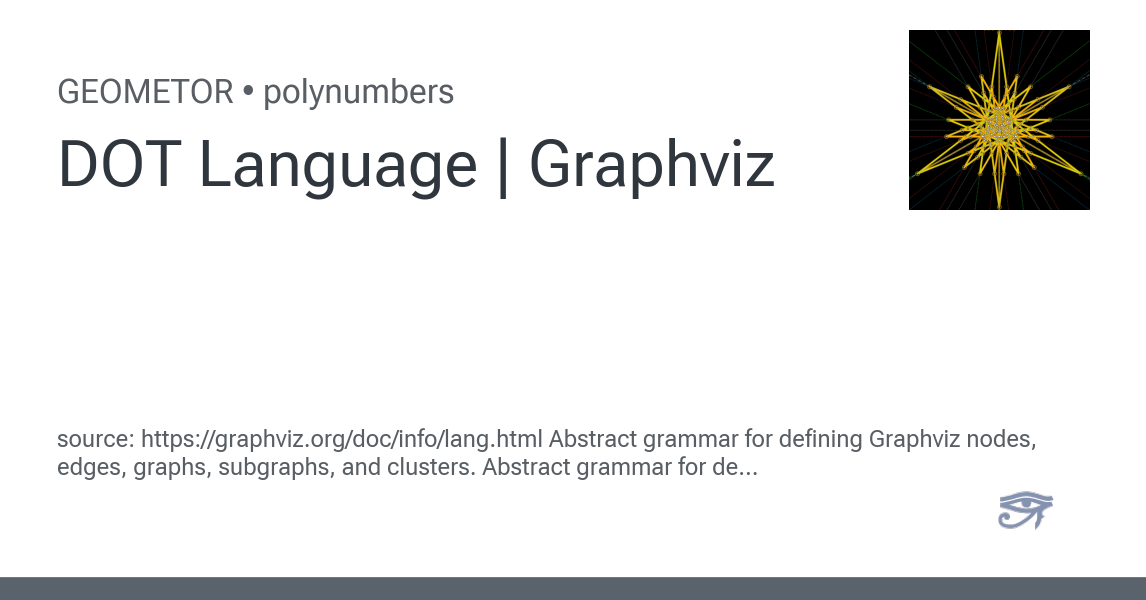 GEOMETOR • polynumbers
DOT Language | Graphviz
source: https://graphviz.org/doc/info/lang.html Abstract grammar for defining Graphviz nodes,
edges, graphs, subgraphs, and clusters. Abstract grammar for de...